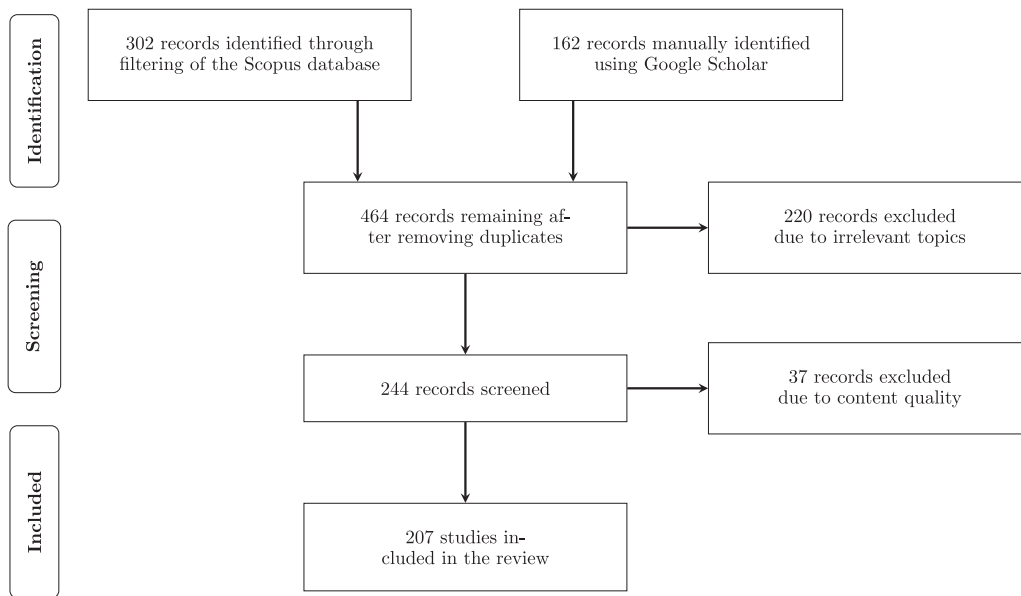 Identification
302 records identified through
filtering of the Scopus database
162 records manually identified
using Google Scholar
464 records remaining af-
ter removing duplicates
220 records excluded
due to irrelevant topics
Screening
244 records screened
37 records excluded
due to content quality
Included
207 studies in-
cluded in the review